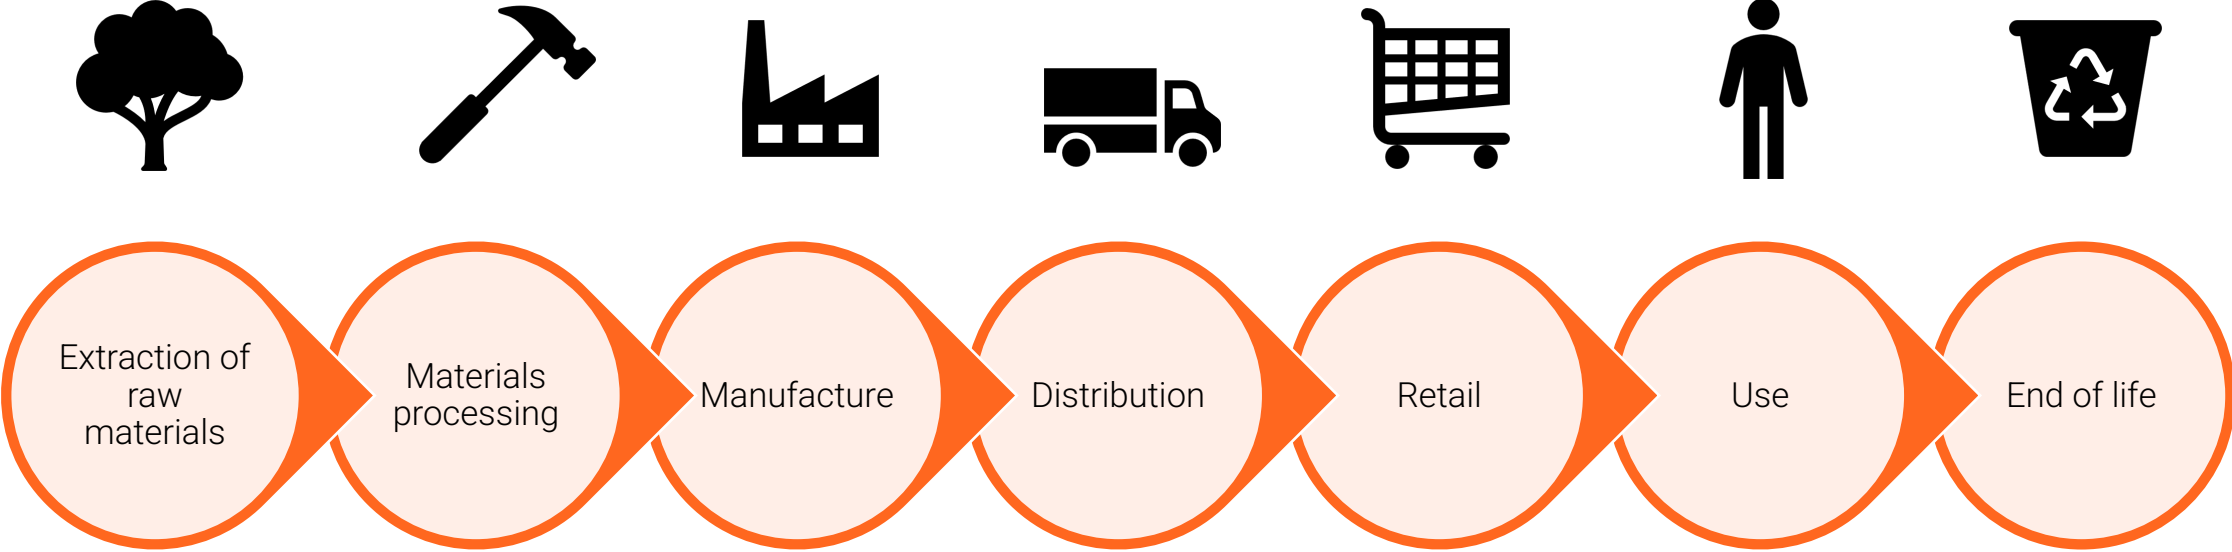 Extraction of
raw
materials
Materials
processing
Manufacture
Distribution
Retail
Use
End of life